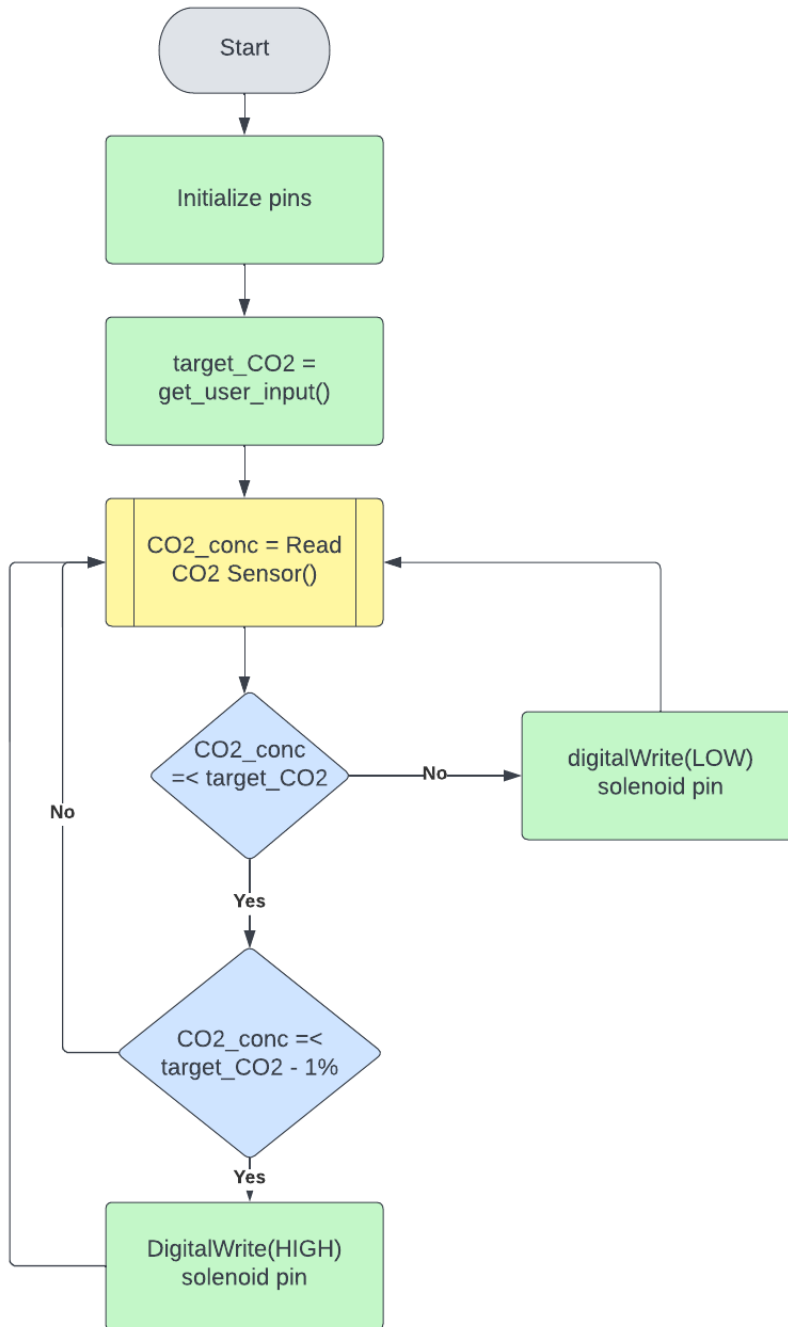 Start
Initialize pins
target_CO2 =
get_user_input()
CO2_conc = Read
CO2 Sensor()
CO2_conc
=< target_CO2
No
digitalWrite(LOW)
solenoid pin
No
Yes
CO2_conc =<
target_CO2 - 1%
Yes
DigitalWrite(HIGH)
solenoid pin